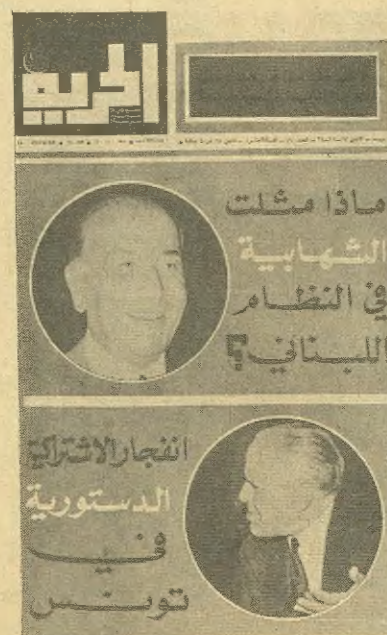 الحرية
ماذا مثلت
الشهابية
في النظام
اللبناني؟
انفجار الاشتراكية
الدستورية
في
تونس